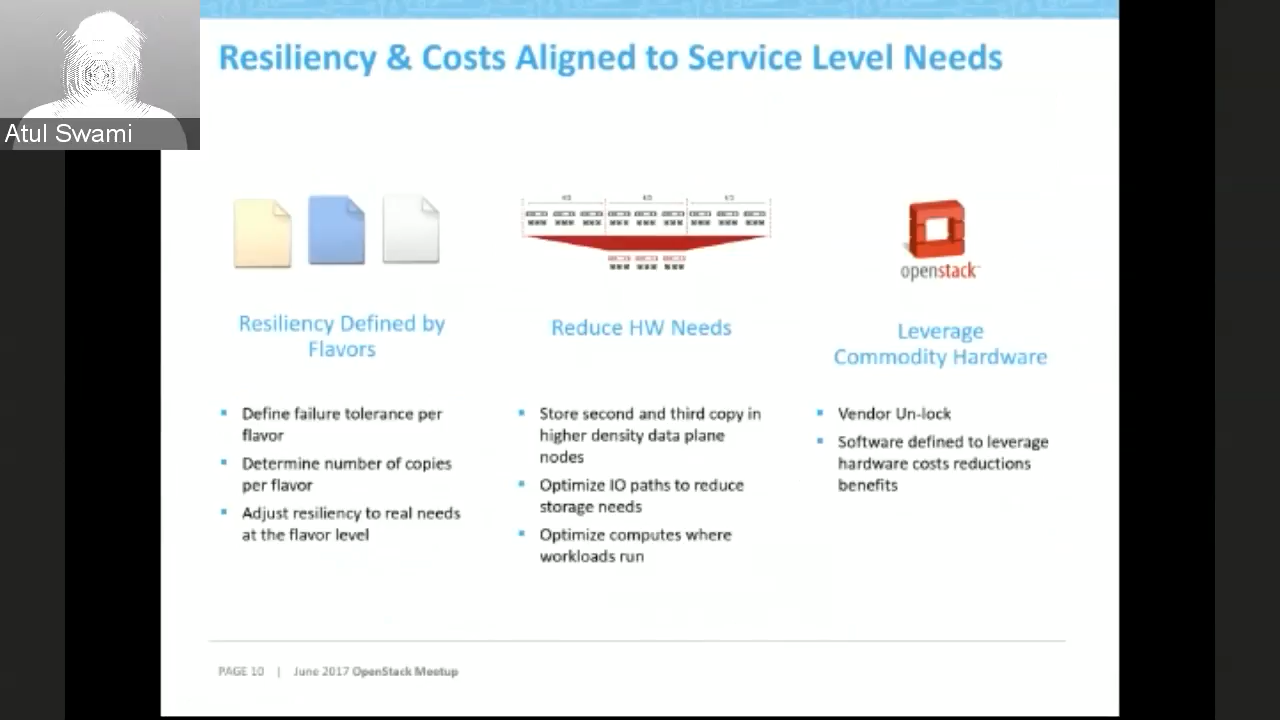 Resiliency & Costs Aligned to Service Level Needs
Atul Swami
openstack
Resiliency Defined by
Flavors
Define failure tolerance per
flavor
Determine number of copies
per flavor
Adjust resiliency to real needs
at the flavor level
Reduce HW Needs
Store second and third copy in
higher density data plane
nodes
Optimize IO paths to reduce
storage needs
Optimize computes where
workloads run
Leverage
Commodity Hardware
Vendor Un-lock
Software defined to leverage
hardware costs reductions
benefits
PAGE 10 | June 2017 OpenStack Meetup